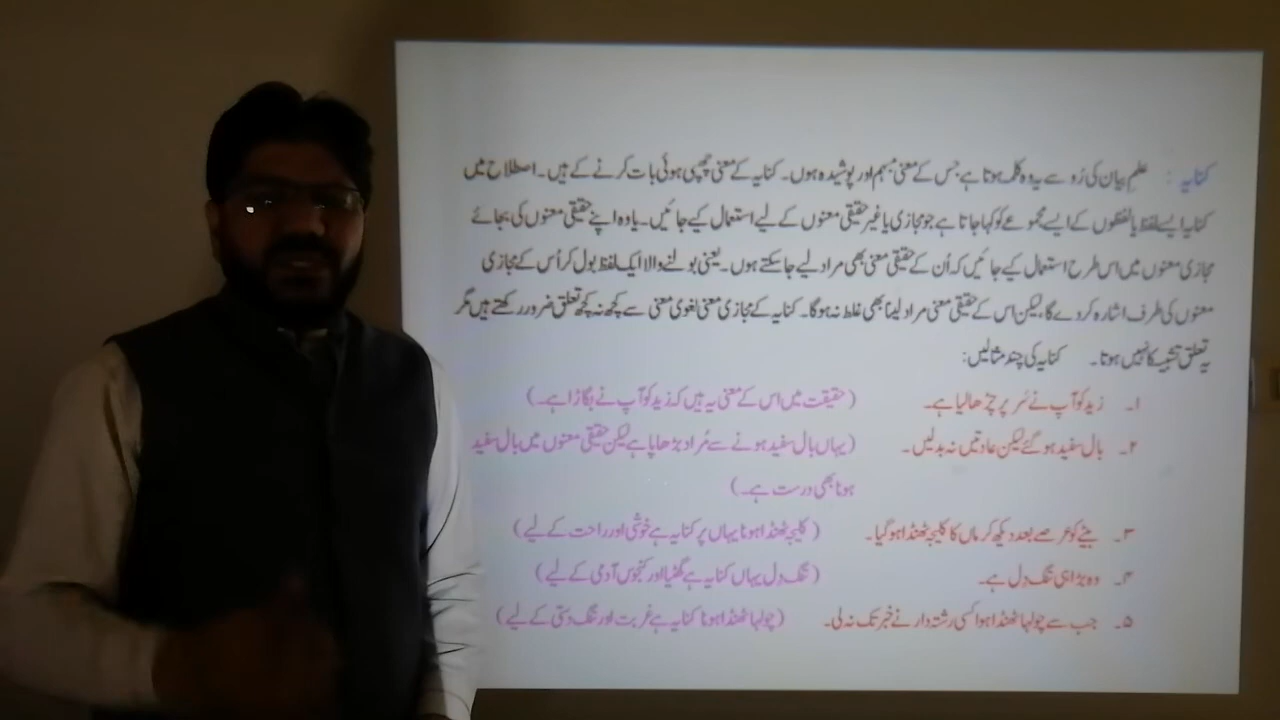 کنایہ : علمِ بیان کی رُو سے یہ وہ کلمہ ہوتا ہے جس کے معنی مبہم اور پوشیدہ ہوں۔ کنایہ کے معنی چھپی ہوئی بات کرنے کے ہیں۔ اصطلاح میں
کنایہ ایسے لفظ یا لفظوں کے ایسے مجموعے کو کہا جاتا ہے جو مجازی یا غیر حقیقی معنوں کے لیے استعمال کیے جائیں۔ یا وہ اپنے حقیقی معنوں کی بجائے
مجازی معنوں میں اس طرح استعمال کیے جائیں کہ اُن کے حقیقی معنی بھی مراد لیے جا سکتے ہوں۔ یعنی بولنے والا ایک لفظ بول کر اُس کے مجازی
معنوں کی طرف اشارہ کر دے گا، لیکن اس کے حقیقی معنی مراد لینا بھی غلط نہ ہوگا۔ کنایہ کے مجازی معنی لغوی معنی سے کچھ نہ کچھ تعلق ضرور رکھتے ہیں مگر
یہ تعلق تشبیہ کا نہیں ہوتا۔ کنایہ کی چند مثالیں:
۱۔ زید کو آپ نے سَر پر چڑھا لیا ہے۔ (حقیقت میں اس کے معنی یہ ہیں کہ زید کو آپ نے بگاڑا ہے۔)
۲۔ بال سفید ہو گئے لیکن عادتیں نہ بدلیں۔ (یہاں بال سفید ہونے سے مُراد بڑھاپا ہے لیکن حقیقی معنوں میں بال سفید
ہونا بھی درست ہے۔)
۳۔ بیٹے کو عرصے بعد دیکھ کر ماں کا کلیجہ ٹھنڈا ہو گیا۔ (کلیجہ ٹھنڈا ہونا یہاں پر کنایہ ہے خوشی اور راحت کے لیے)
۴۔ وہ بڑا ہی تنگ دِل ہے۔ (تنگ دِل یہاں کنایہ ہے گھٹیا اور کنجوس آدمی کے لیے)
۵۔ جب سے چولہا ٹھنڈا ہوا کسی رشتہ دار نے خبر تک نہ لی۔ (چولہا ٹھنڈا ہونا کنایہ ہے غربت اور تنگ دستی کے لیے)